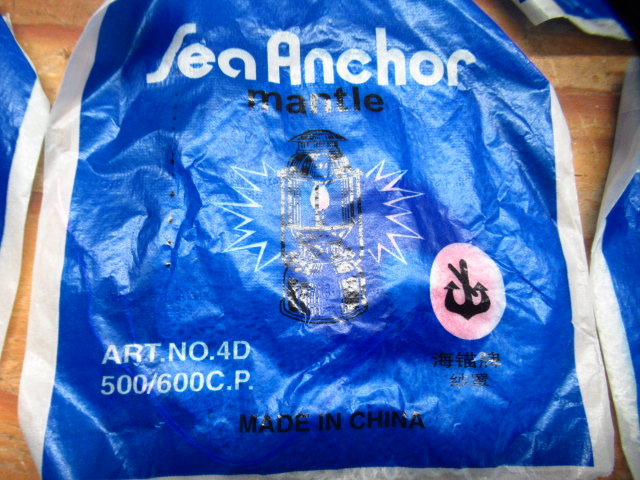 Sea Anchor
mantle
ART.NO.4D
500/600C.P.
海锚牌
纱罩
MADE IN CHINA